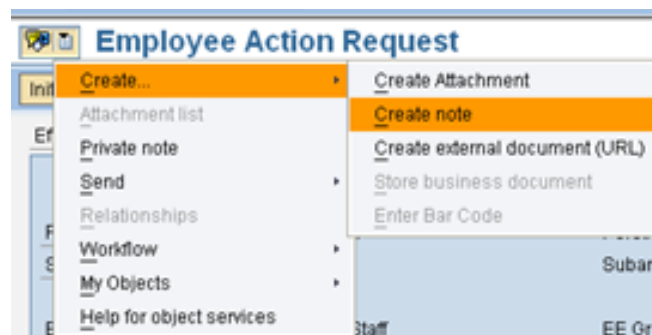 Employee Action Request
Create... Create Attachment
Attachment list Create note
Private note Create external document (URL)
Send Store business document
Relationships Enter Bar Code
Workflow
My Objects Subar
Help for object services Staff EE Gr